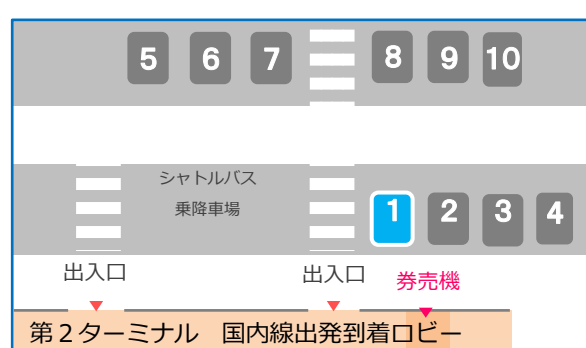 5 6 7 8 9 10
シャトルバス
乗降車場
1 2 3 4
出入口 出入口 券売機
第２ターミナル　国内線出発到着ロビー